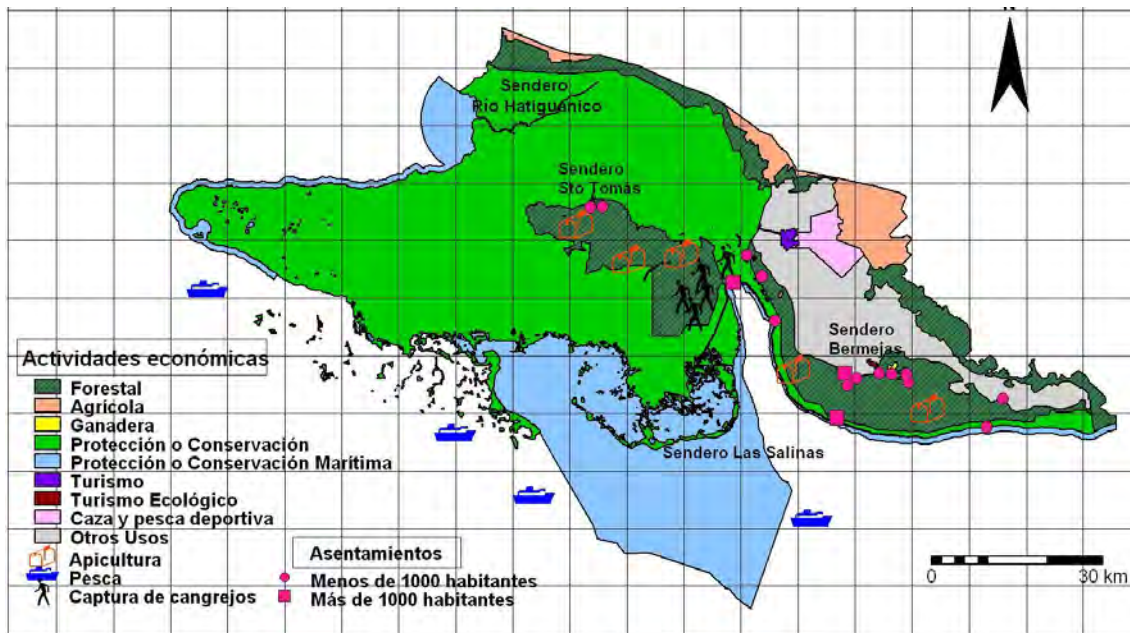 N
Sendero
Río Hatiguánico
Sendero
Sto Tomás
Sendero
Bermejas
Sendero Las Salinas
Actividades económicas
Forestal
Agrícola
Ganadera
Protección o Conservación
Protección o Conservación Marítima
Turismo
Turismo Ecológico
Caza y pesca deportiva
Otros Usos
Apicultura
Pesca
Captura de cangrejos
Asentamientos
Menos de 1000 habitantes
Más de 1000 habitantes
0 30 km